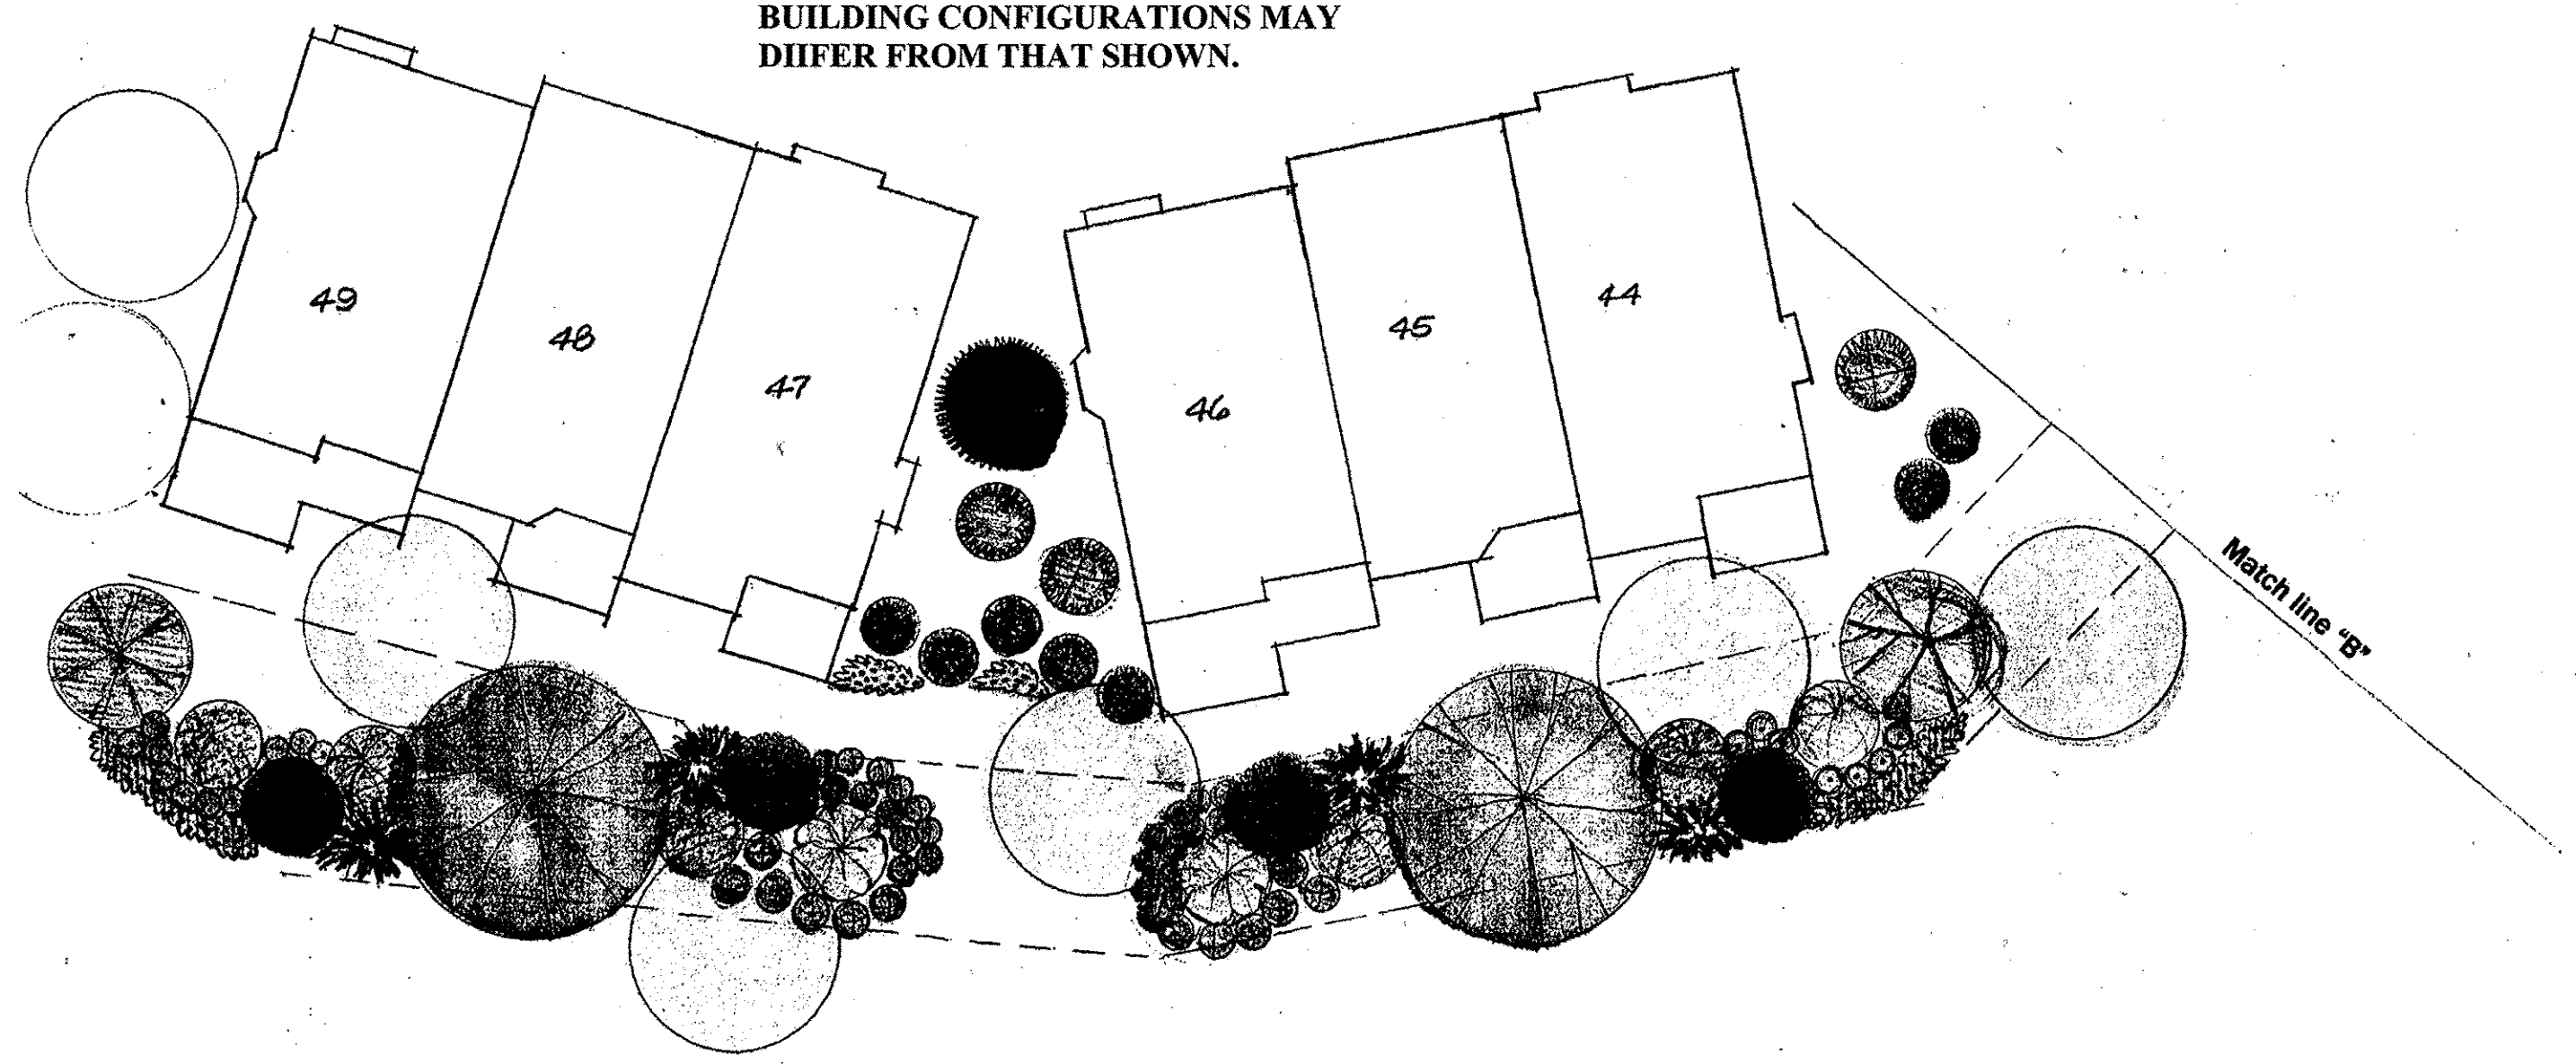 BUILDING CONFIGURATIONS MAY
DIIFER FROM THAT SHOWN.
49
48
47
46
45
44
Match line “B”